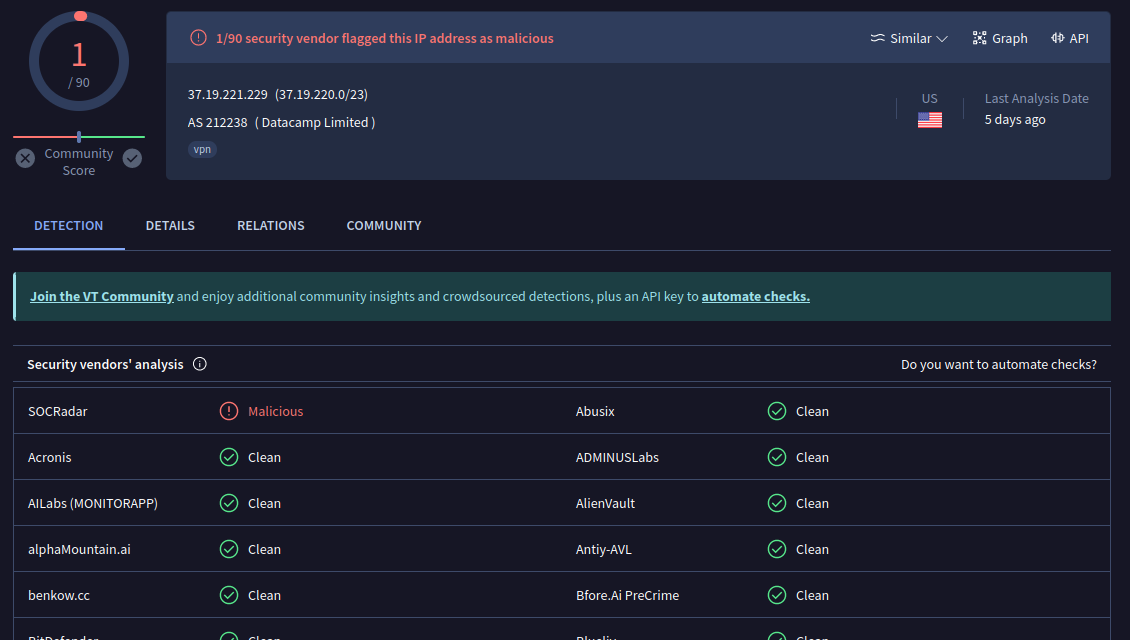 1
/ 90
Community
Score
1/90 security vendor flagged this IP address as malicious
Similar
Graph
API
37.19.221.229 (37.19.220.0/23)
AS 212238 ( Datacamp Limited )
vpn
US
Last Analysis Date
5 days ago
DETECTION
DETAILS
RELATIONS
COMMUNITY
Join the VT Community and enjoy additional community insights and crowdsourced detections, plus an API key to automate checks.
Security vendors' analysis
Do you want to automate checks?
SOCRadar Malicious Abusix Clean
Acronis Clean ADMINUSLabs Clean
AILabs (MONITORAPP) Clean AlienVault Clean
alphaMountain.ai Clean Antiy-AVL Clean
benkow.cc Clean Bfore.Ai PreCrime Clean
BitDefender Clean Blueliv Clean